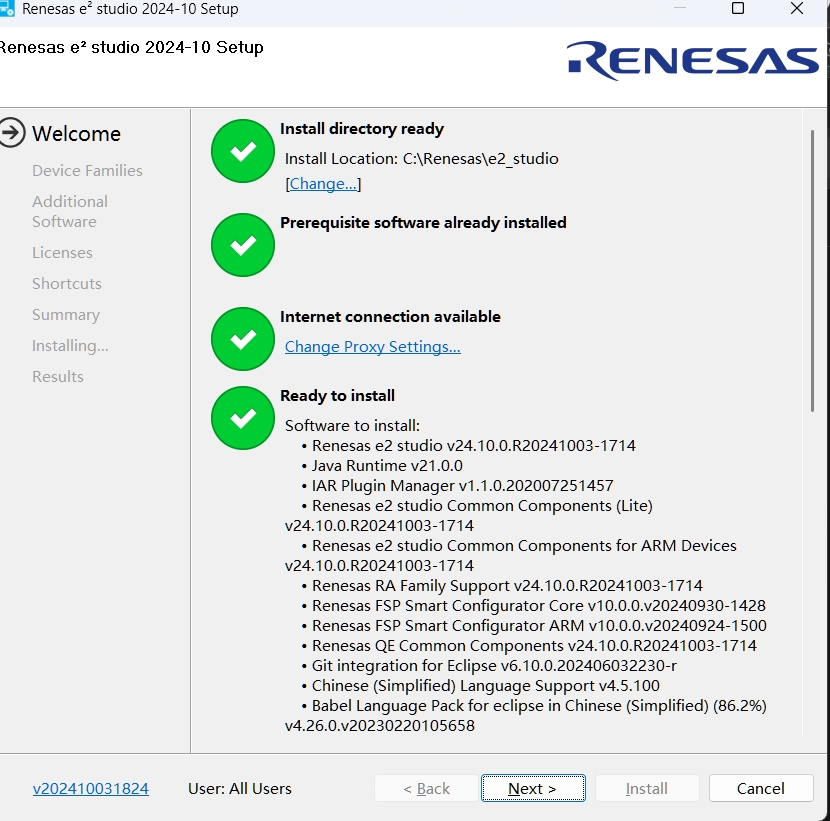 Renesas e² studio 2024-10 Setup
Renesas e² studio 2024-10 Setup
RENESAS
Welcome
Device Families
Additional
Software
Licenses
Shortcuts
Summary
Installing...
Results
Install directory ready
Install Location: C:\Renesas\e2_studio
[Change...]
Prerequisite software already installed
Internet connection available
Change Proxy Settings...
Ready to install
Software to install:
• Renesas e2 studio v24.10.0.R20241003-1714
• Java Runtime v21.0.0
• IAR Plugin Manager v1.1.0.202007251457
• Renesas e2 studio Common Components (Lite)
v24.10.0.R20241003-1714
• Renesas e2 studio Common Components for ARM Devices
v24.10.0.R20241003-1714
• Renesas RA Family Support v24.10.0.R20241003-1714
• Renesas FSP Smart Configurator Core v10.0.0.v20240930-1428
• Renesas FSP Smart Configurator ARM v10.0.0.v20240924-1500
• Renesas QE Common Components v24.10.0.R20241003-1714
• Git integration for Eclipse v6.10.0.202406032230-r
• Chinese (Simplified) Language Support v4.5.100
• Babel Language Pack for eclipse in Chinese (Simplified) (86.2%)
v4.26.0.v20230220105658
v202410031824
User: All Users
< Back
Next >
Install
Cancel